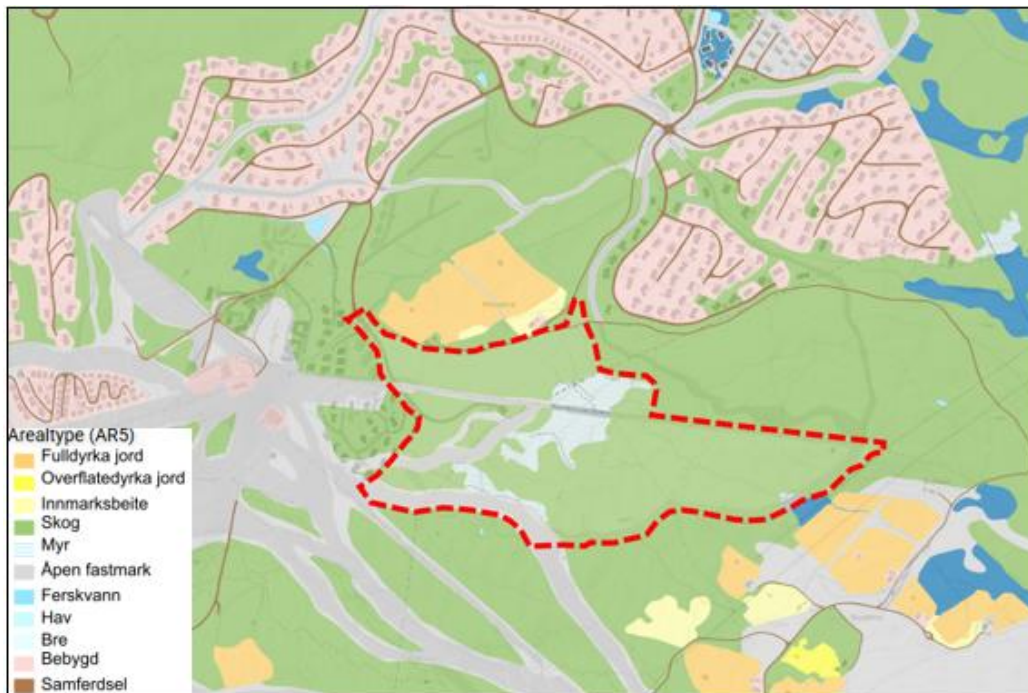 Arealtype (AR5)
Fulldyrka jord
Overflatedyrka jord
Innmarksbeite
Skog
Myr
Åpen fastmark
Ferskvann
Hav
Bre
Bebygd
Samferdsel